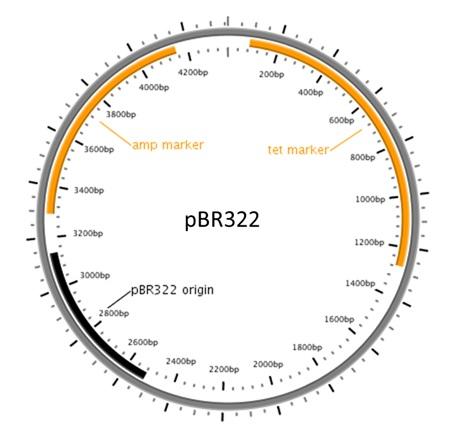 200bp
400bp
600bp
800bp
1000bp
1200bp
1400bp
1600bp
1800bp
2000bp
2200bp
2400bp
2600bp
2800bp
3000bp
3200bp
3400bp
3600bp
3800bp
4000bp
4200bp
amp marker
tet marker
pBR322
pBR322 origin